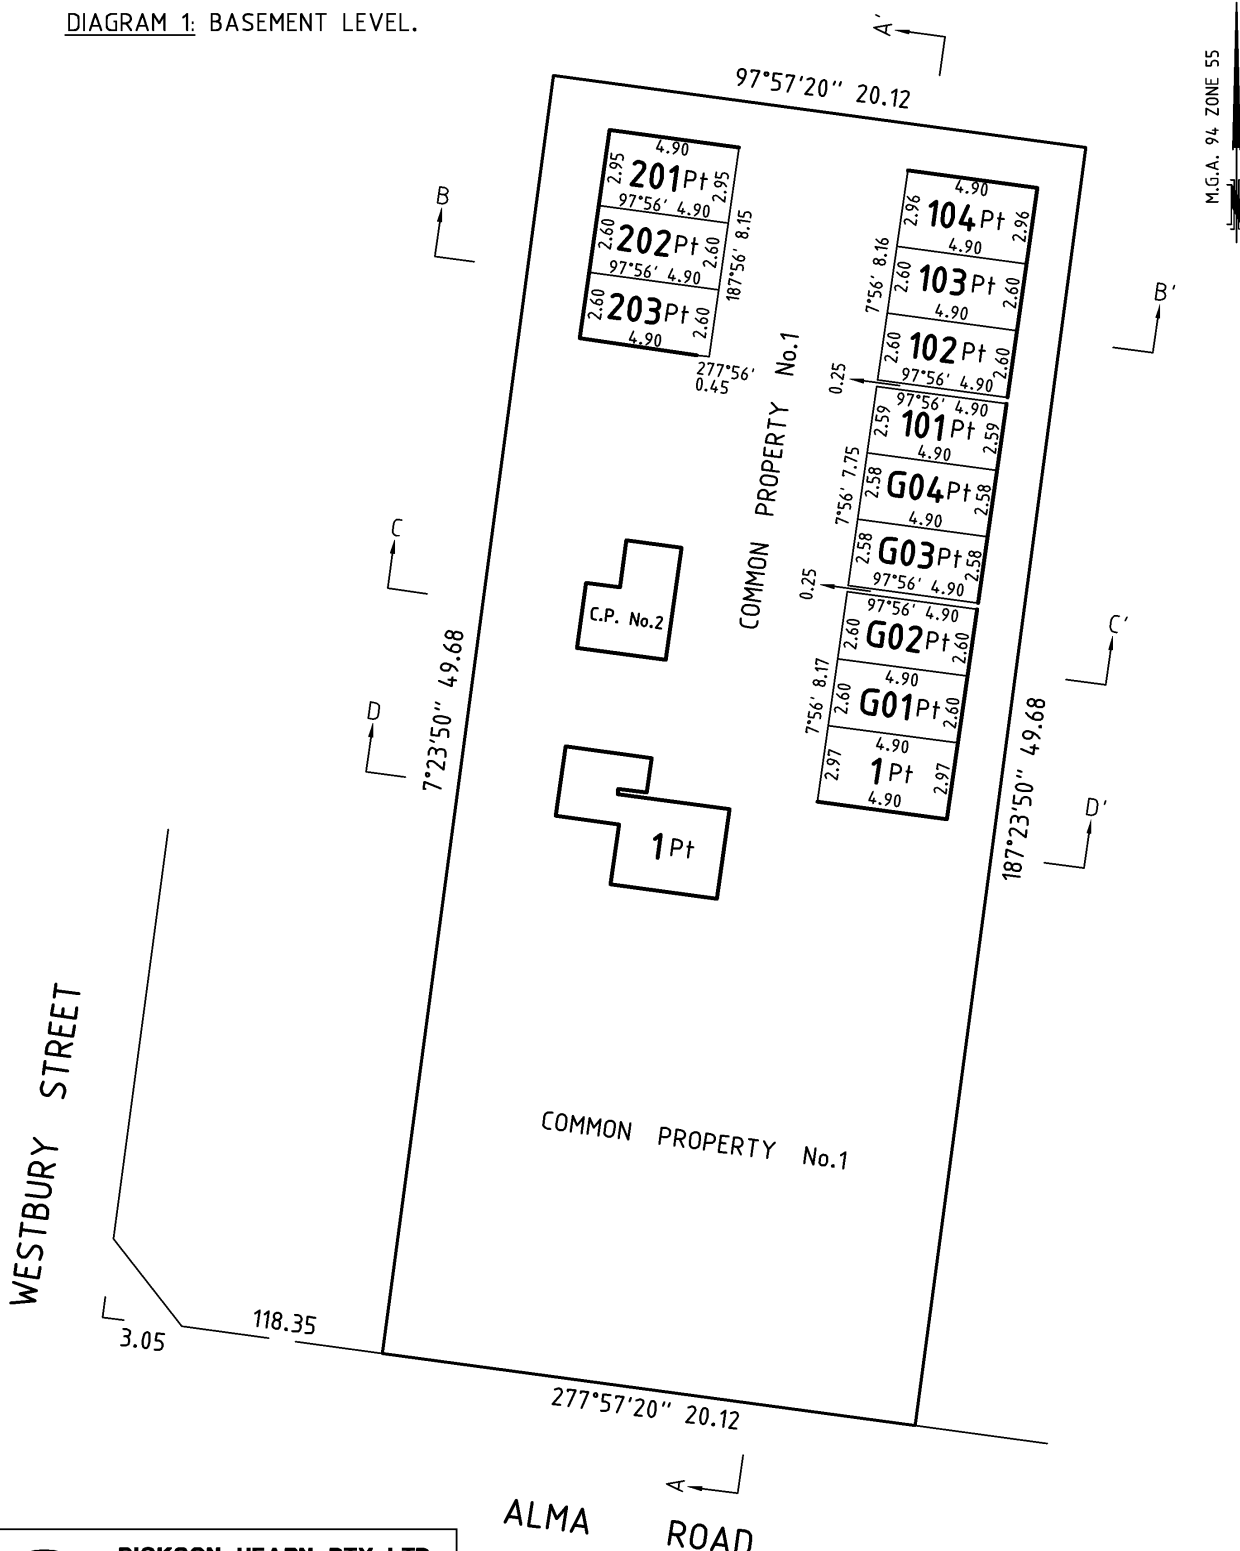 DIAGRAM 1: BASEMENT LEVEL.
A'
M.G.A. 94 ZONE 55
97°57'20" 20.12
B
4.90
2.95
201Pt
2.95
97°56' 4.90
2.60
202Pt
2.60
97°56' 4.90
187°56' 8.15
2.60
203Pt
2.60
4.90
277°56'
0.45
4.90
2.96
104Pt
2.96
4.90
7°56' 8.16
2.60
103Pt
2.60
4.90
2.60
102Pt
2.60
97°56' 4.90
B'
0.25
97°56' 4.90
2.59
101Pt
2.59
4.90
7°56' 7.75
2.58
G04Pt
2.58
4.90
2.58
G03Pt
2.58
97°56' 4.90
0.25
97°56' 4.90
2.60
G02Pt
2.60
4.90
7°56' 8.17
2.60
G01Pt
2.60
4.90
2.97
1Pt
2.97
4.90
COMMON PROPERTY No.1
C
C.P. No.2
C'
7°23'50" 49.68
D
1Pt
187°23'50" 49.68
D'
WESTBURY STREET
COMMON PROPERTY No.1
118.35
3.05
277°57'20" 20.12
A
ALMA ROAD
DICKSON HEARN PTY LTD